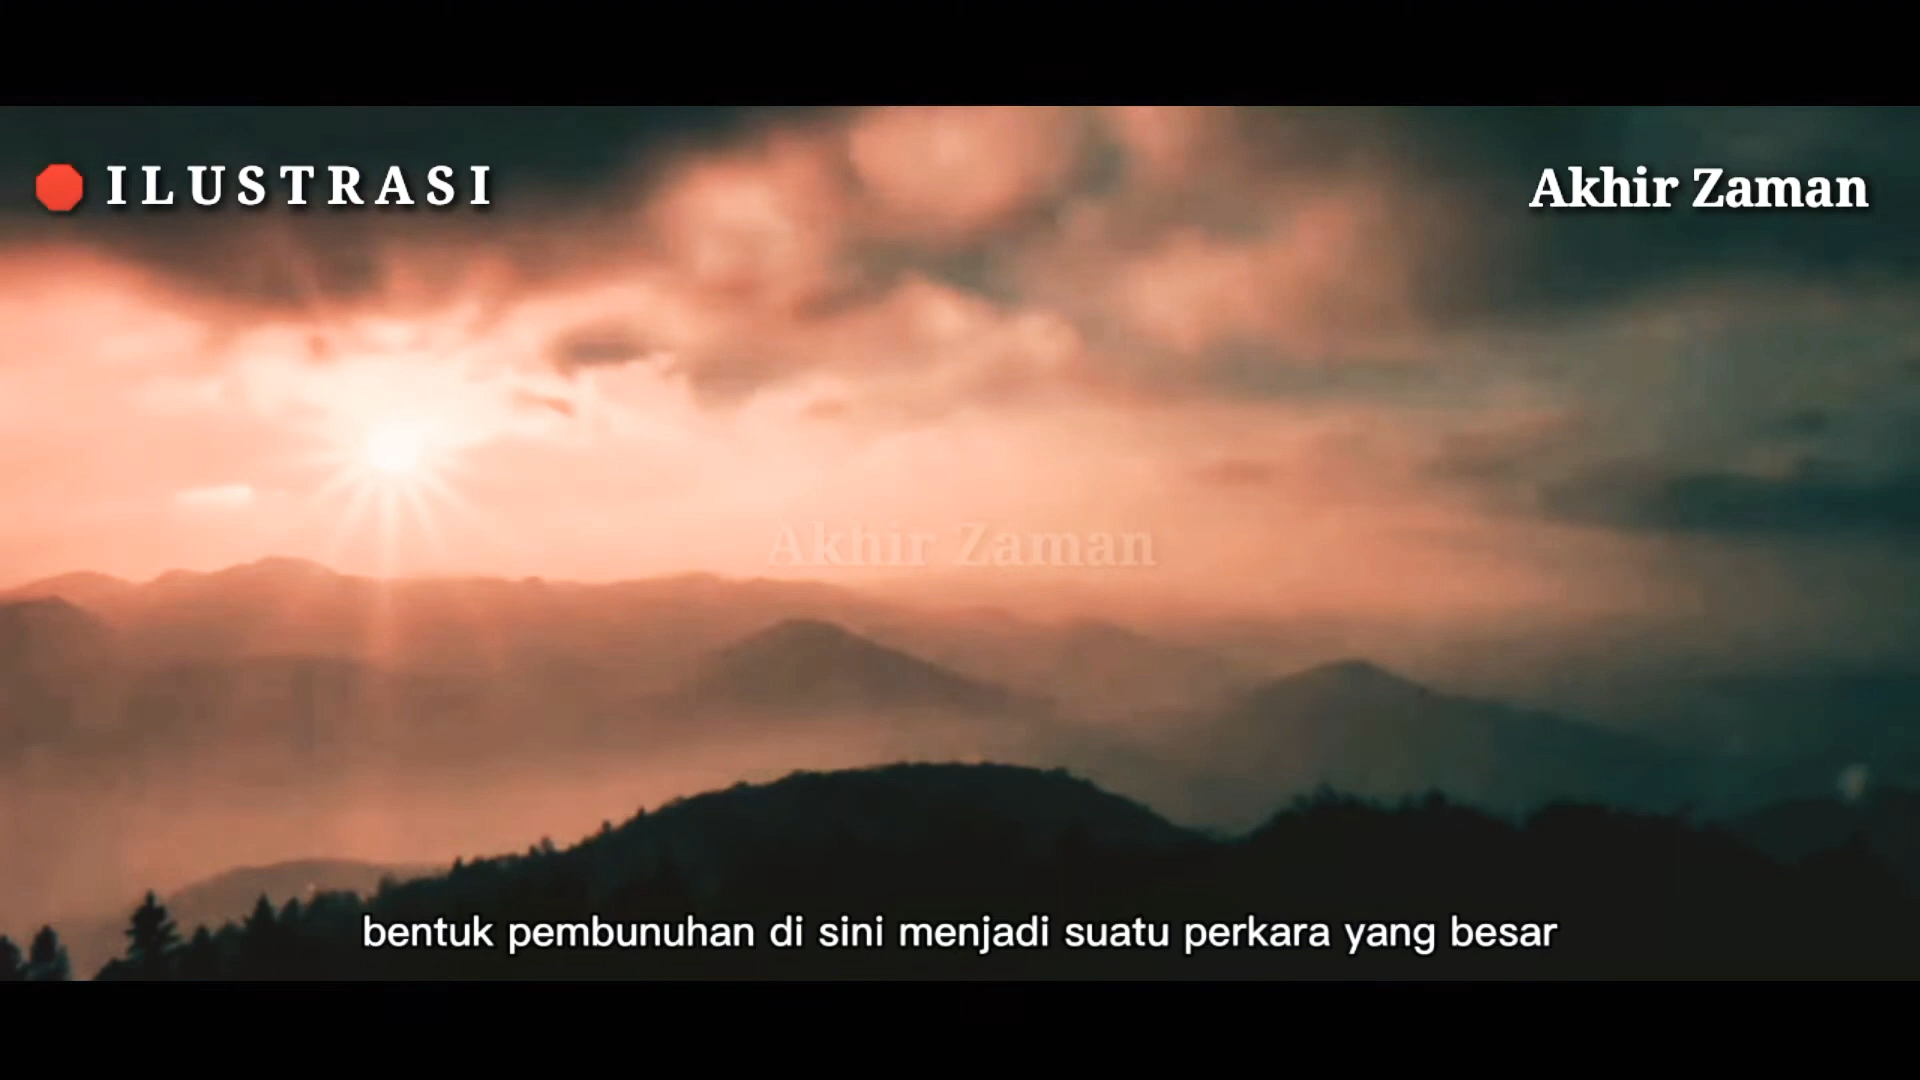 ILUSTRASI
Akhir Zaman
Akhir Zaman
bentuk pembunuhan di sini menjadi suatu perkara yang besar